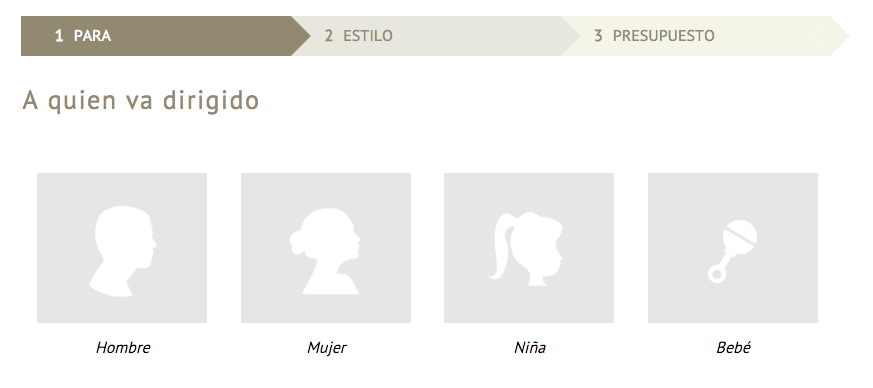 1 PARA 2 ESTILO 3 PRESUPUESTO
A quien va dirigido
Hombre Mujer Niña Bebé